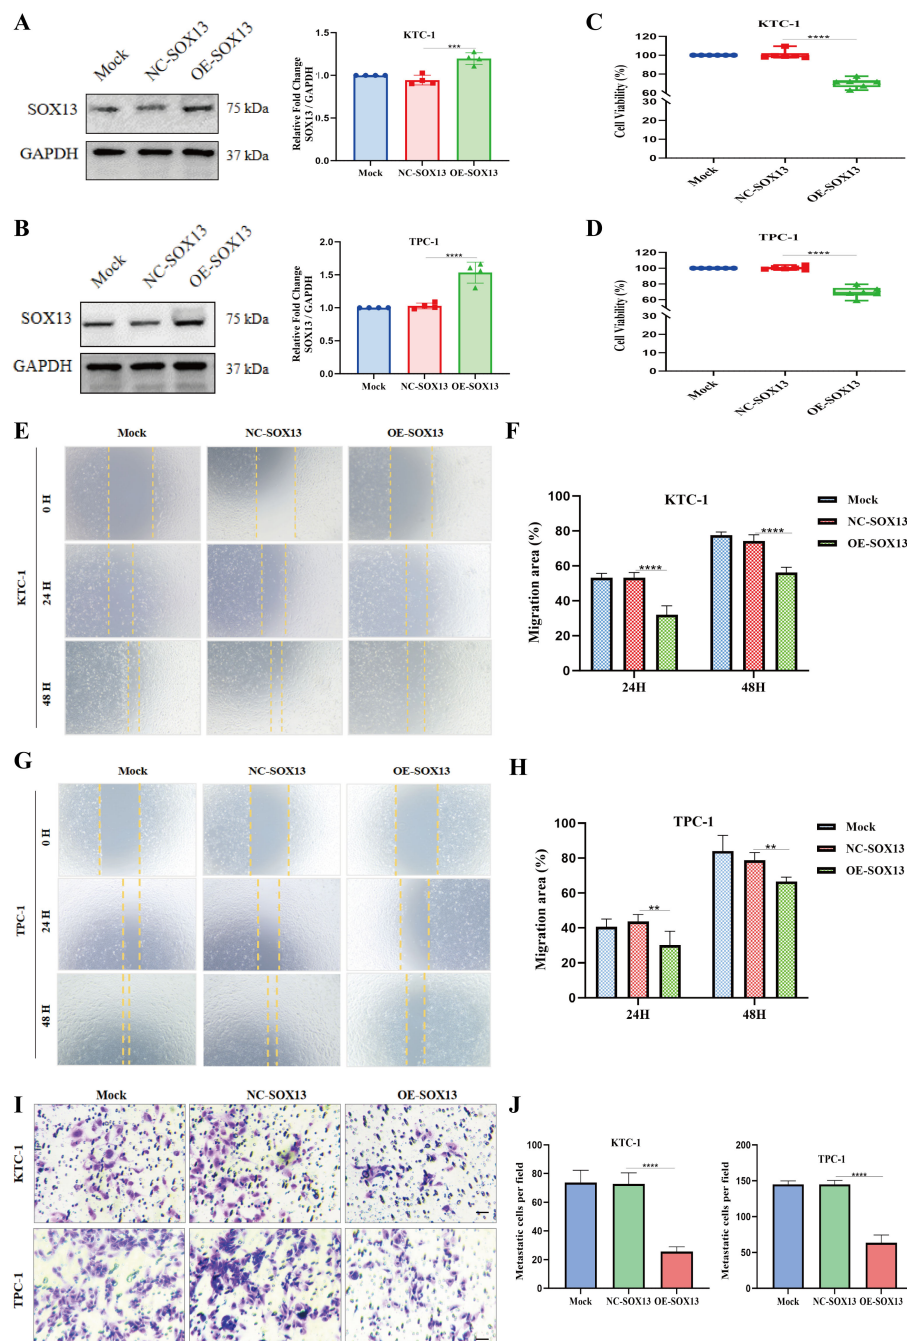 A
Mock
NC-SOX13
OE-SOX13
SOX13
75 kDa
GAPDH
37 kDa
KTC-1
***
Relative Fold Change
SOX13 / GAPDH
1.5
1.0
0.5
0.0
Mock
NC-SOX13
OE-SOX13
C
KTC-1
****
Cell Viability (%)
120
100
80
60
30
20
10
0
Mock
NC-SOX13
OE-SOX13
B
Mock
NC-SOX13
OE-SOX13
SOX13
75 kDa
GAPDH
37 kDa
TPC-1
****
Relative Fold Change
SOX13 / GAPDH
2.0
1.5
1.0
0.5
0.0
Mock
NC-SOX13
OE-SOX13
D
TPC-1
****
Cell Viability (%)
120
100
80
60
30
20
10
0
Mock
NC-SOX13
OE-SOX13
E
Mock
NC-SOX13
OE-SOX13
KTC-1
0 H
24 H
48 H
F
KTC-1
Migration area (%)
100
80
60
40
20
0
****
****
24H
48H
Mock
NC-SOX13
OE-SOX13
G
Mock
NC-SOX13
OE-SOX13
TPC-1
0 H
24 H
48 H
H
TPC-1
Migration area (%)
100
80
60
40
20
0
**
**
24H
48H
Mock
NC-SOX13
OE-SOX13
I
Mock
NC-SOX13
OE-SOX13
KTC-1
TPC-1
J
KTC-1
****
Metastatic cells per field
100
80
60
40
20
0
Mock
NC-SOX13
OE-SOX13
TPC-1
****
Metastatic cells per field
200
150
100
50
0
Mock
NC-SOX13
OE-SOX13